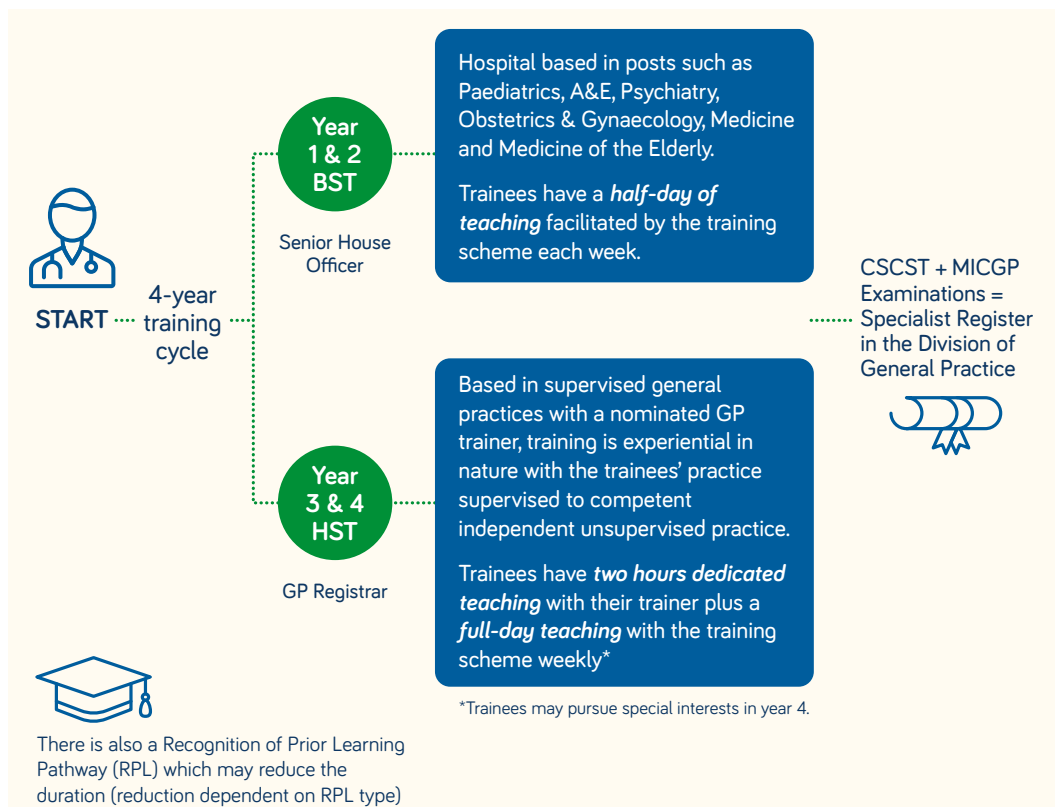 START
4-year
training
cycle
Year
1 & 2
BST
Senior House
Officer
Hospital based in posts such as
Paediatrics, A&E, Psychiatry,
Obstetrics & Gynaecology, Medicine
and Medicine of the Elderly.
Trainees have a half-day of
teaching facilitated by the training
scheme each week.
Year
3 & 4
HST
GP Registrar
Based in supervised general
practices with a nominated GP
trainer, training is experiential in
nature with the trainees’ practice
supervised to competent
independent unsupervised practice.
Trainees have two hours dedicated
teaching with their trainer plus a
full-day teaching with the training
scheme weekly*
*Trainees may pursue special interests in year 4.
CSCST + MICGP
Examinations =
Specialist Register
in the Division of
General Practice
There is also a Recognition of Prior Learning
Pathway (RPL) which may reduce the
duration (reduction dependent on RPL type)